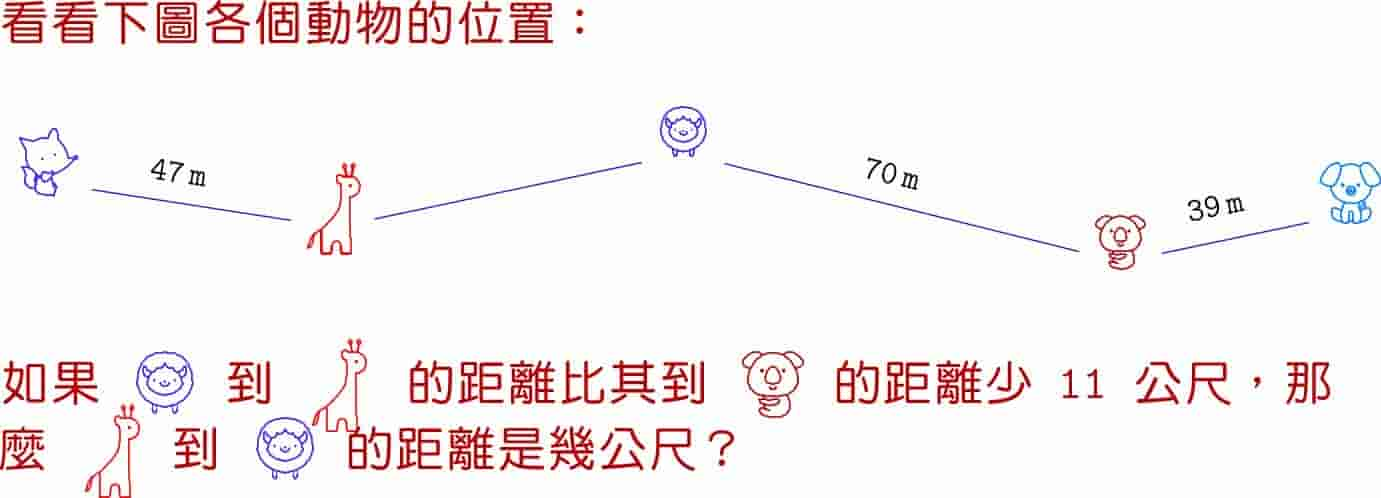 看看下圖各個動物的位置：
47 m
70 m
39 m
如果 到 的距離比其到 的距離少 11 公尺，那
麼 到 的距離是幾公尺？